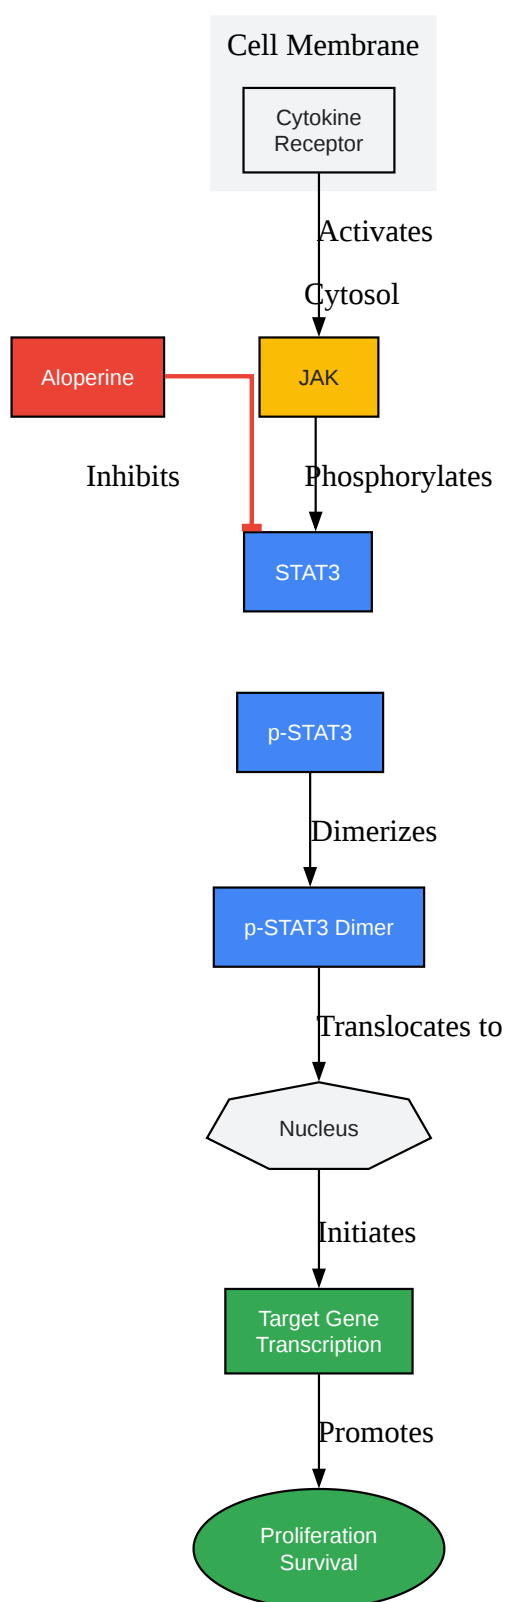 Cell Membrane
Cytokine
Receptor
Activates
Cytosol
Aloperine
JAK
Inhibits
Phosphorylates
STAT3
p-STAT3
Dimerizes
p-STAT3 Dimer
Translocates to
Nucleus
Initiates
Target Gene
Transcription
Promotes
Proliferation
Survival